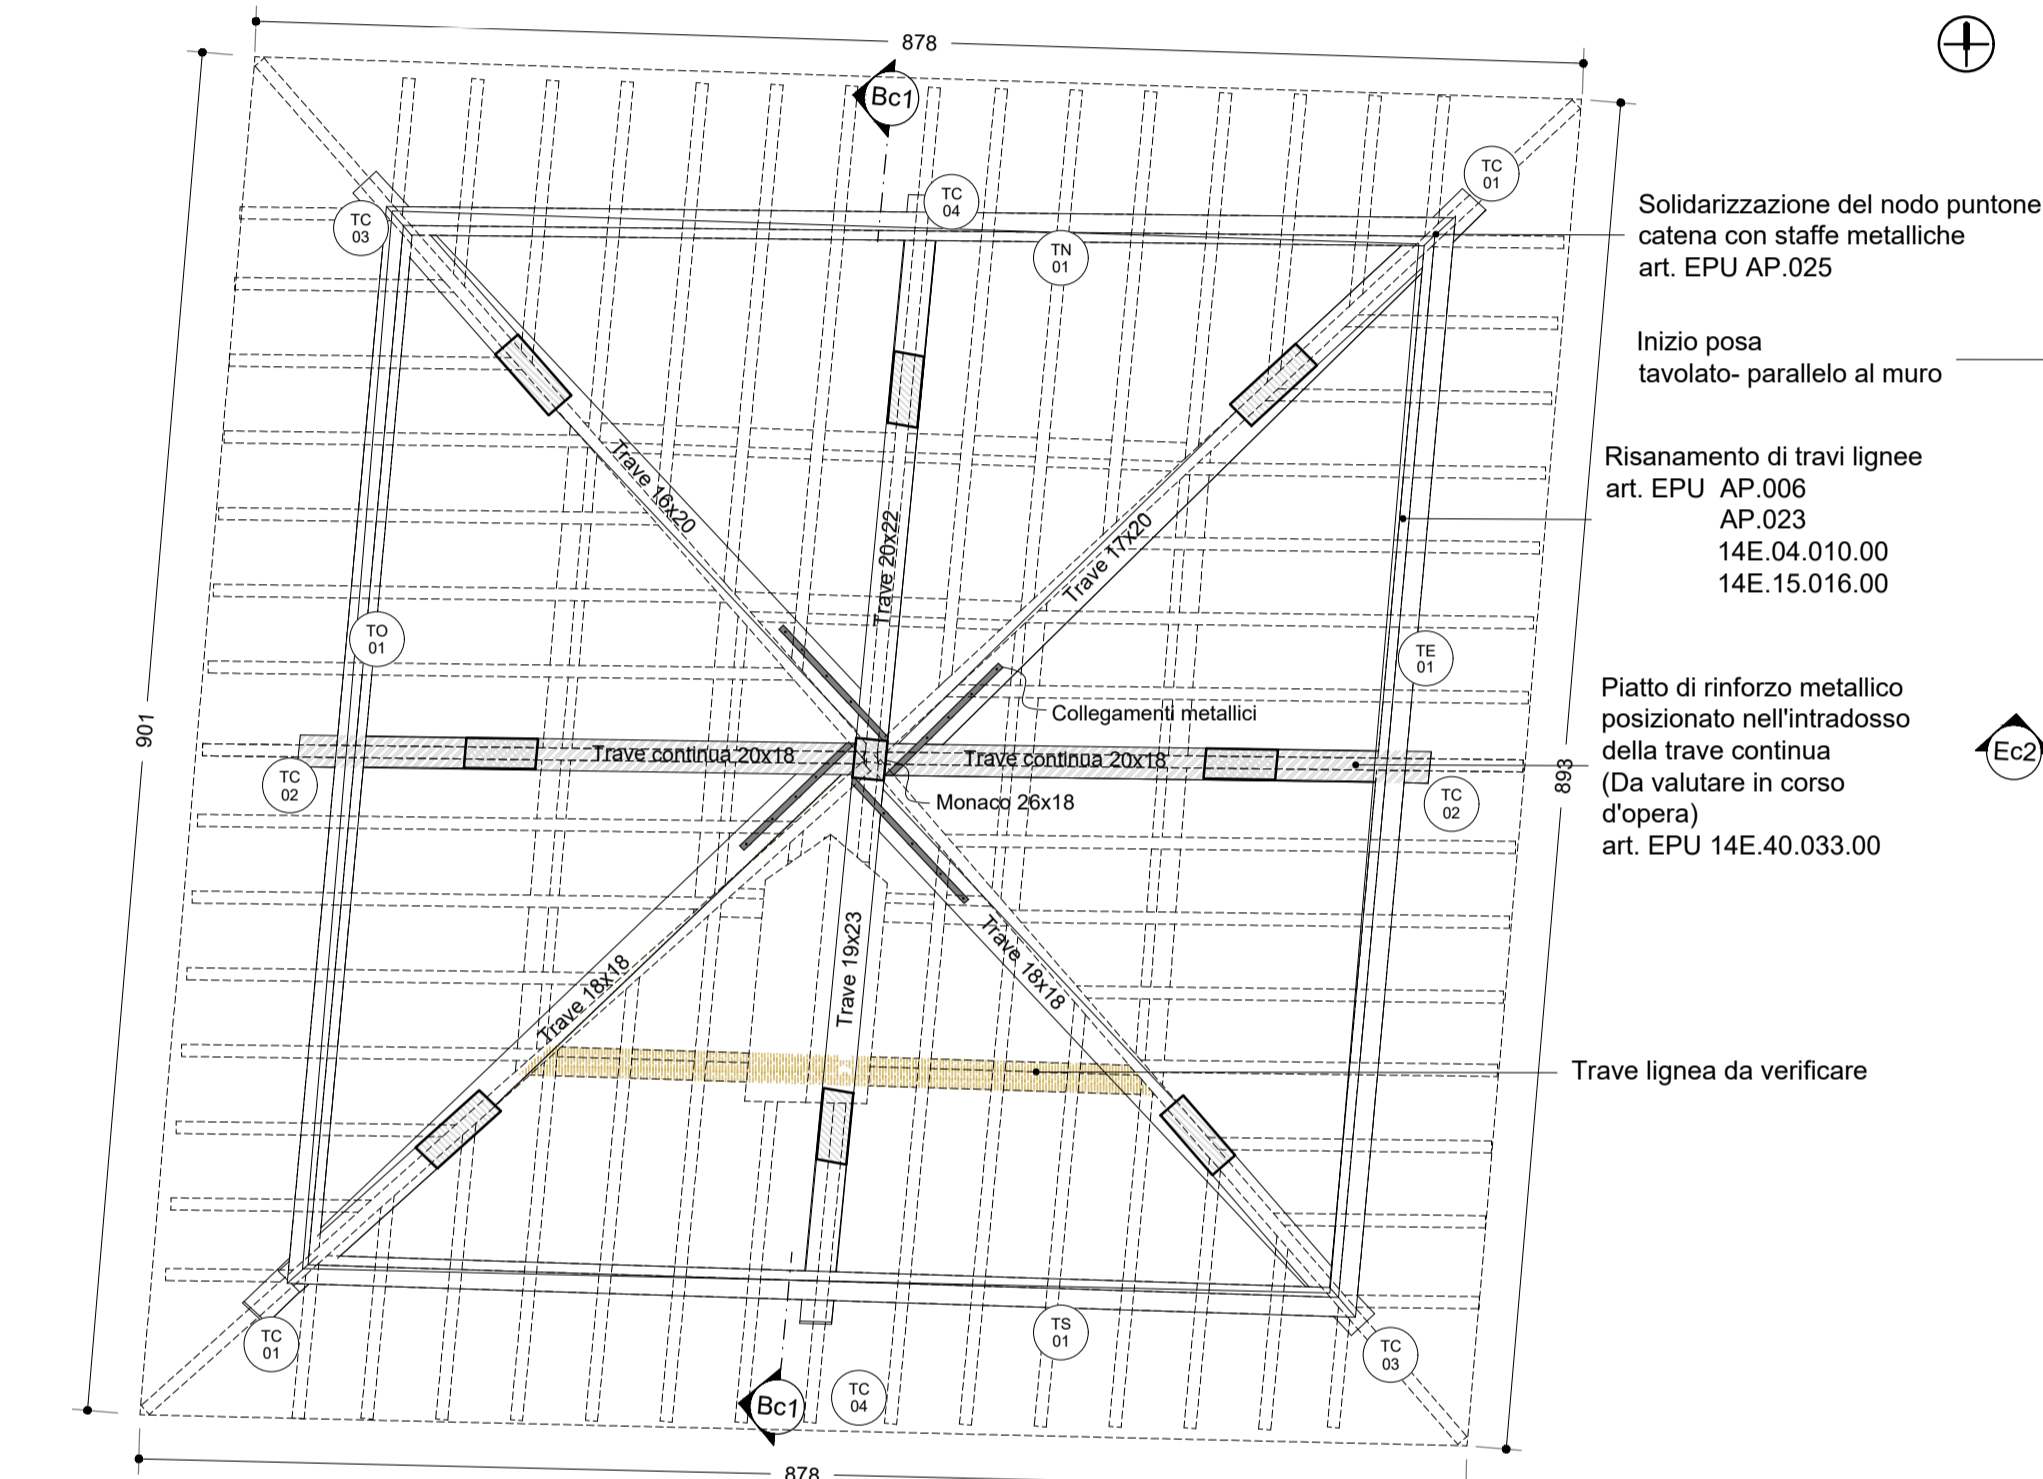 878
Bc1
TC
01
TC
04
TC
03
TN
01
Solidarizzazione del nodo puntone
catena con staffe metalliche
art. EPU AP.025
Inizio posa
tavolato- parallelo al muro
Risanamento di travi lignee
art. EPU AP.006
AP.023
14E.04.010.00
14E.15.016.00
Trave 16x20
Trave 20x22
Trave 17x20
TO
01
TE
01
Piatto di rinforzo metallico
posizionato nell'intradosso
della trave continua
(Da valutare in corso
d'opera)
art. EPU 14E.40.033.00
Collegamenti metallici
901
Trave continua 20x18
Trave continua 20x18
893
Ec2
TC
02
TC
02
Monaco 26x18
Trave 19x23
Trave 18x18
Trave 18x18
Trave lignea da verificare
TC
01
TS
01
TC
03
Bc1
TC
04
878